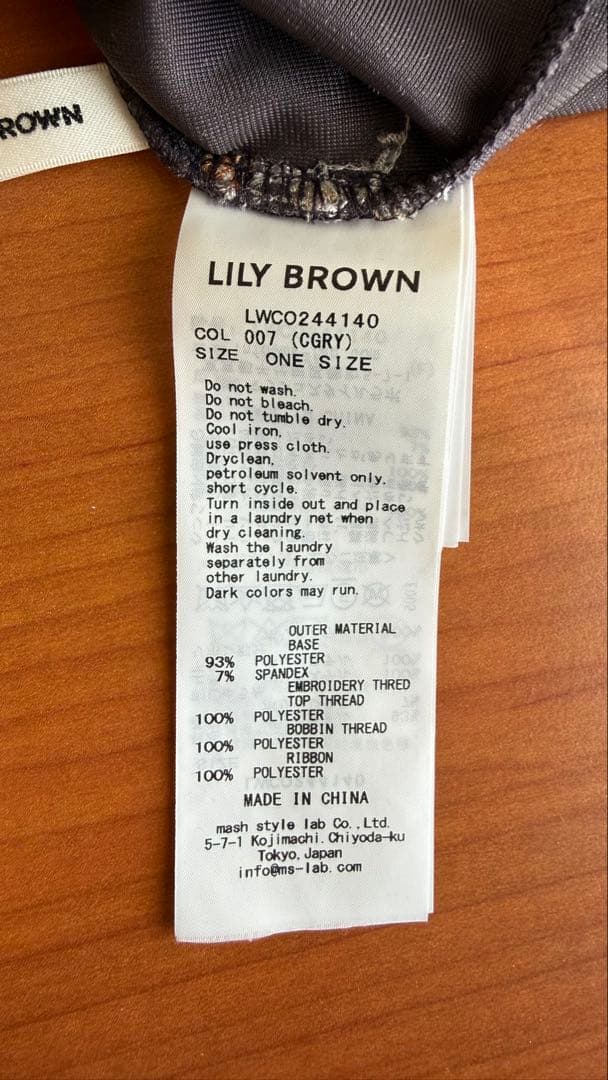 ROWN
LILY BROWN
LWCO244140
COL 007 (CGRY)
SIZE ONE SIZE
Do not wash.
Do not bleach.
Do not tumble dry.
Cool iron,
use press cloth.
Dryclean,
petroleum solvent only.
short cycle.
Turn inside out and place
in a laundry net when
dry cleaning.
Wash the laundry
separately from
other laundry.
Dark colors may run.
OUTER MATERIAL
BASE
93% POLYESTER
7% SPANDEX
EMBROIDERY THRED
TOP THREAD
100% POLYESTER
BOBBIN THREAD
100% POLYESTER
RIBBON
100% POLYESTER
MADE IN CHINA
mash style lab Co.,Ltd.
5-7-1 Kojimachi.Chiyoda-ku
Tokyo,Japan
info@ms-lab.com